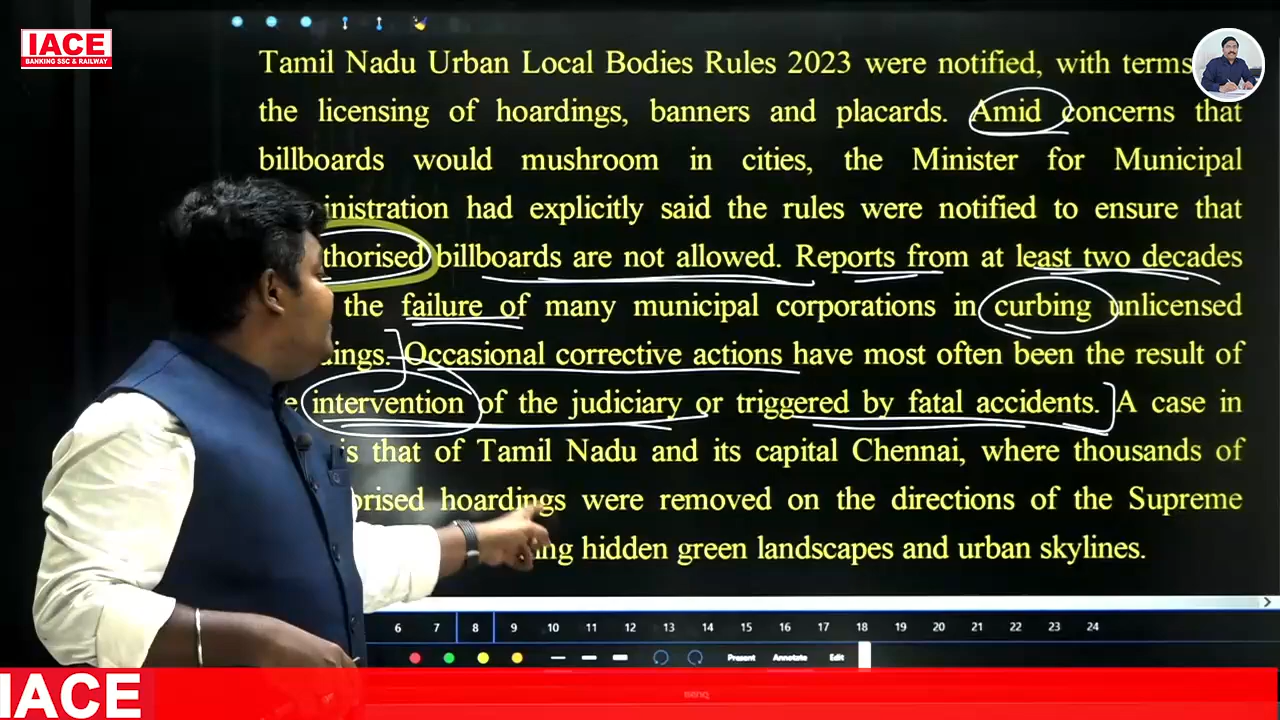 IACE
BANKING SSC & RAILWAY
Tamil Nadu Urban Local Bodies Rules 2023 were notified, with terms
the licensing of hoardings, banners and placards. Amid concerns that
billboards would mushroom in cities, the Minister for Municipal
inistration had explicitly said the rules were notified to ensure that
thorised billboards are not allowed. Reports from at least two decades
the failure of many municipal corporations in curbing unlicensed
dings. Occasional corrective actions have most often been the result of
intervention of the judiciary or triggered by fatal accidents. A case in
is that of Tamil Nadu and its capital Chennai, where thousands of
orised hoardings were removed on the directions of the Supreme
ing hidden green landscapes and urban skylines.
6 7 8 9 10 11 12 13 14 15 16 17 18 19 20 21 22 23 24
Present Annotate Edit
BenQ
IACE